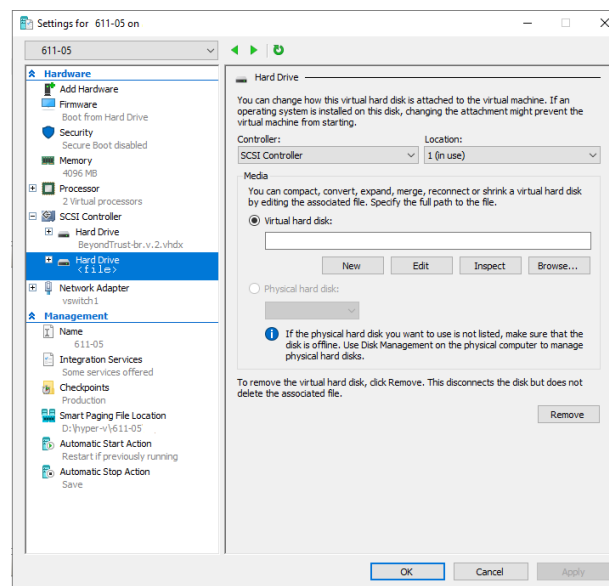 Settings for 611-05 on
611-05
Hardware
Add Hardware
Firmware
Boot from Hard Drive
Security
Secure Boot disabled
Memory
4096 MB
Processor
2 Virtual processors
SCSI Controller
Hard Drive
BeyondTrust-br.v.2.vhdx
Hard Drive
<file>
Network Adapter
vswitch1
Management
Name
611-05
Integration Services
Some services offered
Checkpoints
Production
Smart Paging File Location
D:\hyper-v\611-05
Automatic Start Action
Restart if previously running
Automatic Stop Action
Save
Hard Drive
You can change how this virtual hard disk is attached to the virtual machine. If an
operating system is installed on this disk, changing the attachment might prevent the
virtual machine from starting.
Controller:
Location:
SCSI Controller
1 (in use)
Media
You can compact, convert, expand, merge, reconnect or shrink a virtual hard disk
by editing the associated file. Specify the full path to the file.
Virtual hard disk:
New
Edit
Inspect
Browse...
Physical hard disk:
If the physical hard disk you want to use is not listed, make sure that the
disk is offline. Use Disk Management on the physical computer to manage
physical hard disks.
To remove the virtual hard disk, click Remove. This disconnects the disk but does not
delete the associated file.
Remove
OK
Cancel
Apply